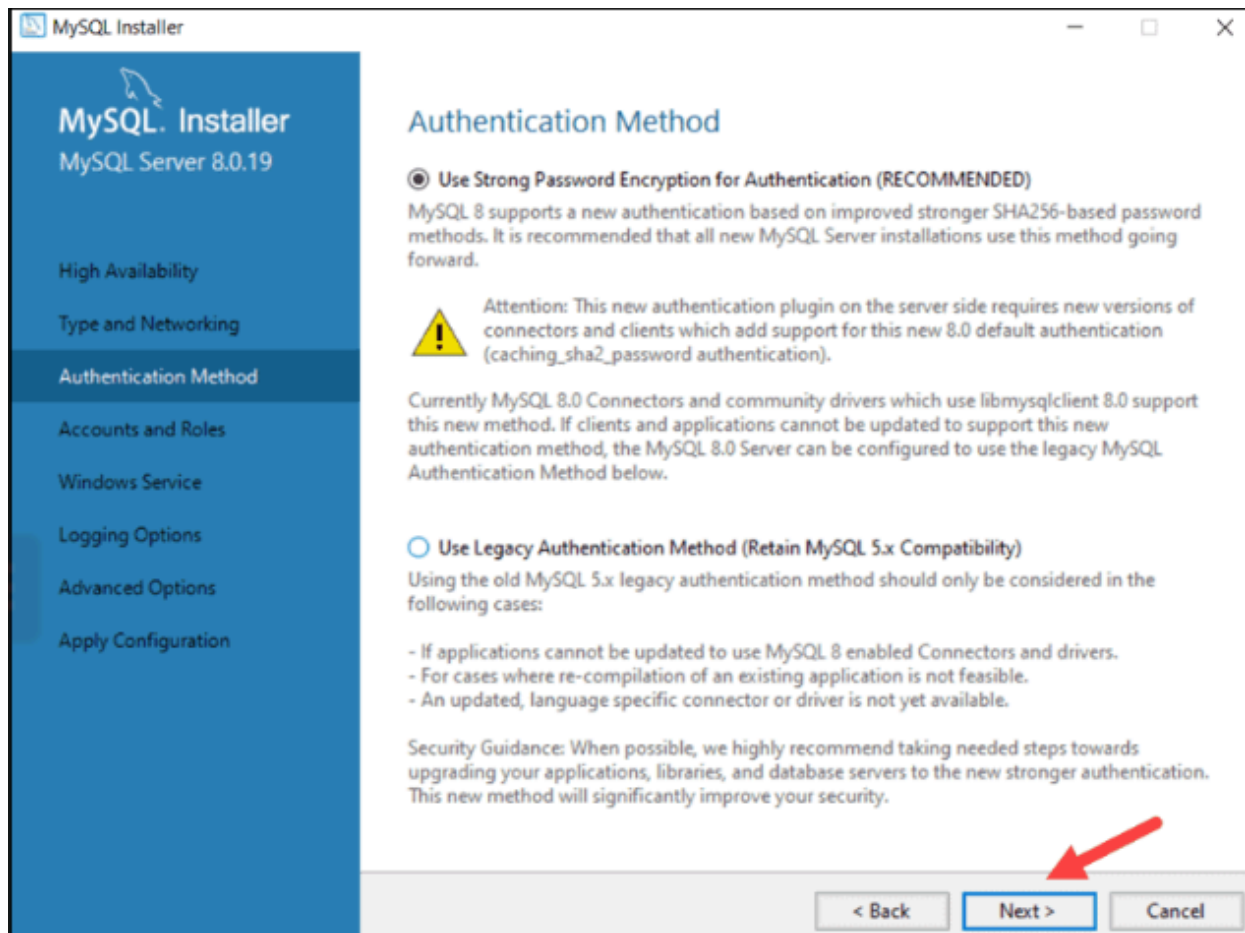 MySQL Installer
MySQL. Installer
MySQL Server 8.0.19
High Availability
Type and Networking
Authentication Method
Accounts and Roles
Windows Service
Logging Options
Advanced Options
Apply Configuration
Authentication Method
Use Strong Password Encryption for Authentication (RECOMMENDED)
MySQL 8 supports a new authentication based on improved stronger SHA256-based password
methods. It is recommended that all new MySQL Server installations use this method going
forward.
Attention: This new authentication plugin on the server side requires new versions of
connectors and clients which add support for this new 8.0 default authentication
(caching_sha2_password authentication).
Currently MySQL 8.0 Connectors and community drivers which use libmysqlclient 8.0 support
this new method. If clients and applications cannot be updated to support this new
authentication method, the MySQL 8.0 Server can be configured to use the legacy MySQL
Authentication Method below.
Use Legacy Authentication Method (Retain MySQL 5.x Compatibility)
Using the old MySQL 5.x legacy authentication method should only be considered in the
following cases:
- If applications cannot be updated to use MySQL 8 enabled Connectors and drivers.
- For cases where re-compilation of an existing application is not feasible.
- An updated, language specific connector or driver is not yet available.
Security Guidance: When possible, we highly recommend taking needed steps towards
upgrading your applications, libraries, and database servers to the new stronger authentication.
This new method will significantly improve your security.
< Back
Next >
Cancel